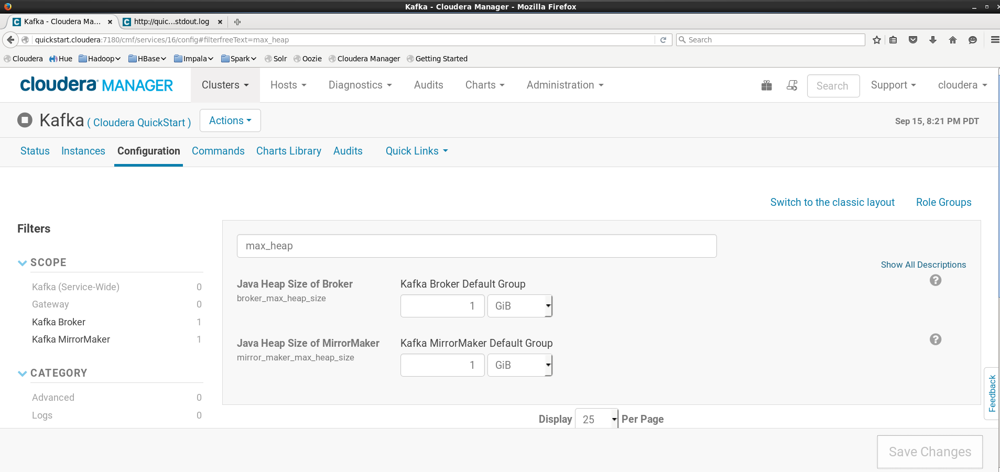 Kafka - Cloudera Manager - Mozilla Firefox
Kafka - Cloudera Ma... http://quic...stdout.log
quickstart.cloudera:7180/cmf/services/16/config#filterfreeText=max_heap Search
Cloudera Hue Hadoop HBase Impala Spark Solr Oozie Cloudera Manager Getting Started
cloudera MANAGER Clusters Hosts Diagnostics Audits Charts Administration Search Support cloudera
Kafka ( Cloudera QuickStart ) Actions Sep 15, 8:21 PM PDT
Status Instances Configuration Commands Charts Library Audits Quick Links
Switch to the classic layout Role Groups
Filters
max_heap
SCOPE
Show All Descriptions
Kafka (Service-Wide) 0
Gateway 0
Kafka Broker 1
Kafka MirrorMaker 1
Java Heap Size of Broker Kafka Broker Default Group
broker_max_heap_size
1 GiB
Java Heap Size of MirrorMaker Kafka MirrorMaker Default Group
mirror_maker_max_heap_size
1 GiB
CATEGORY
Advanced 0
Logs 0
Display 25 Per Page
Feedback
Save Changes